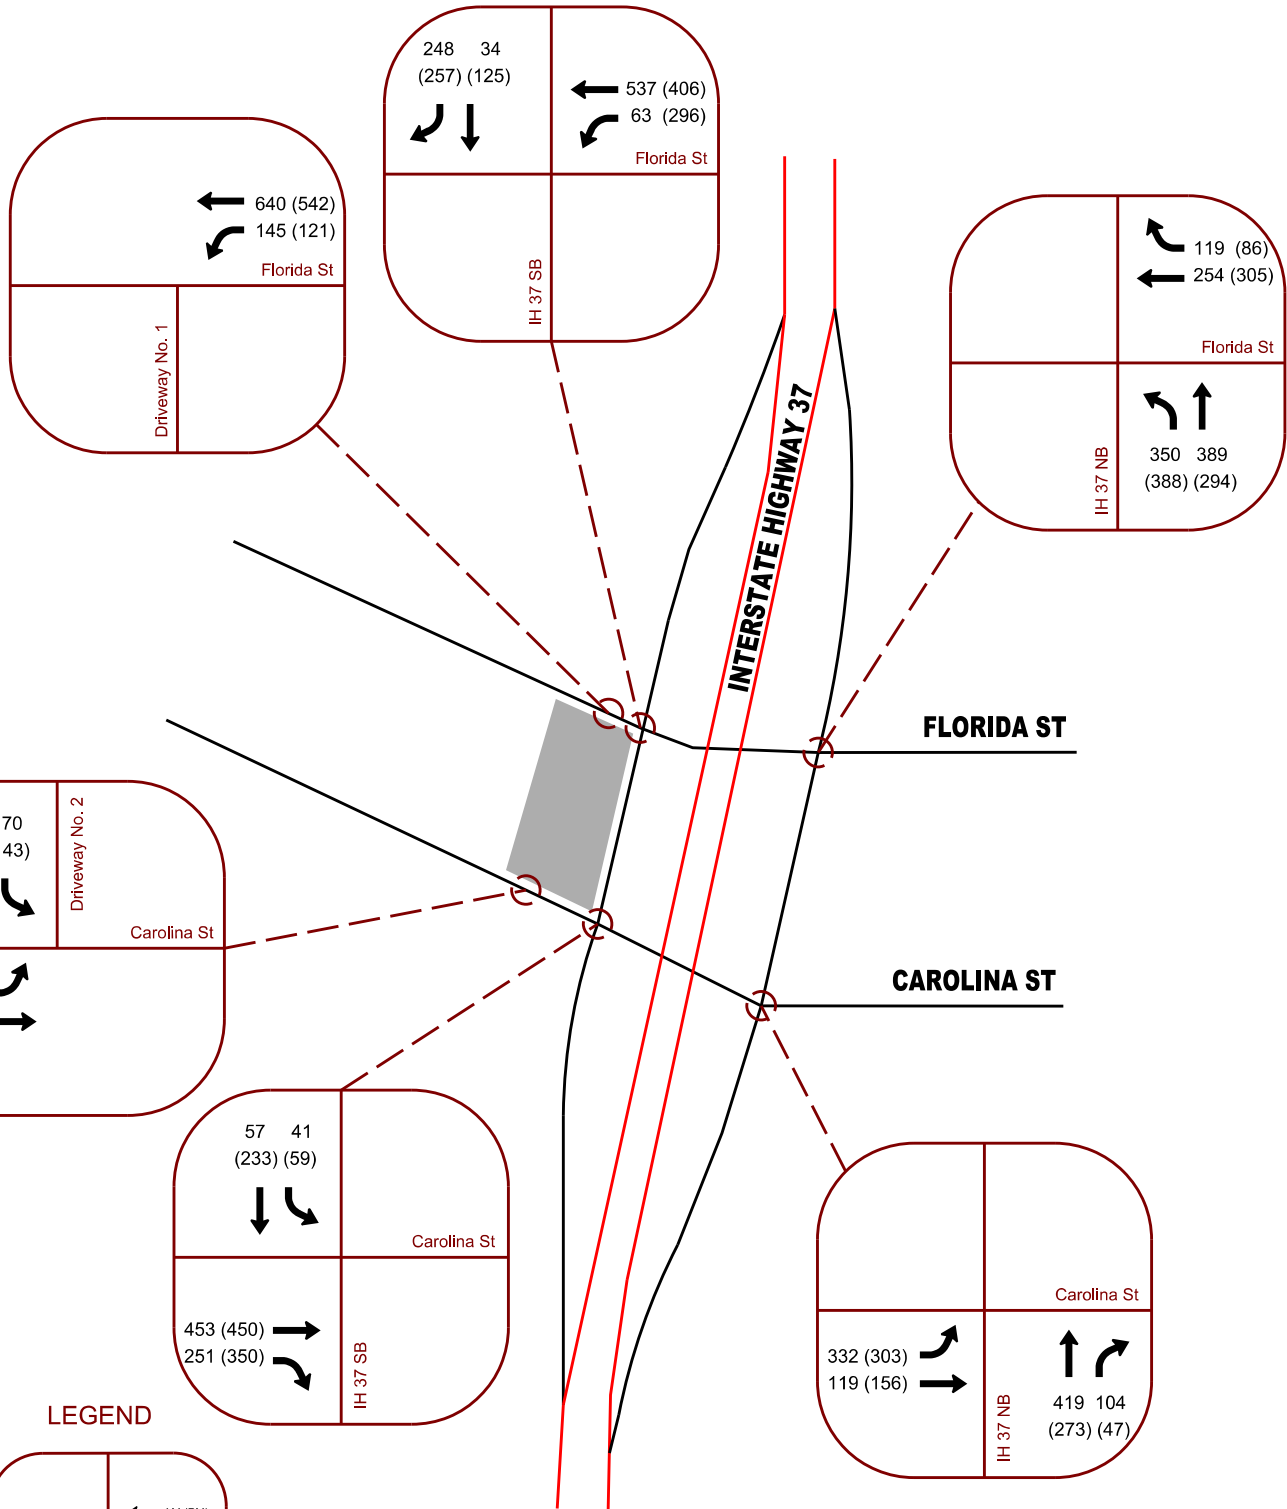 248 34
(257) (125)
537 (406)
63 (296)
Florida St
IH 37 SB
640 (542)
145 (121)
Florida St
Driveway No. 1
119 (86)
254 (305)
Florida St
350 389
(388) (294)
IH 37 NB
INTERSTATE HIGHWAY 37
FLORIDA ST
70
43)
Driveway No. 2
Carolina St
CAROLINA ST
57 41
(233) (59)
Carolina St
453 (450)
251 (350)
IH 37 SB
Carolina St
332 (303)
119 (156)
419 104
(273) (47)
IH 37 NB
LEGEND